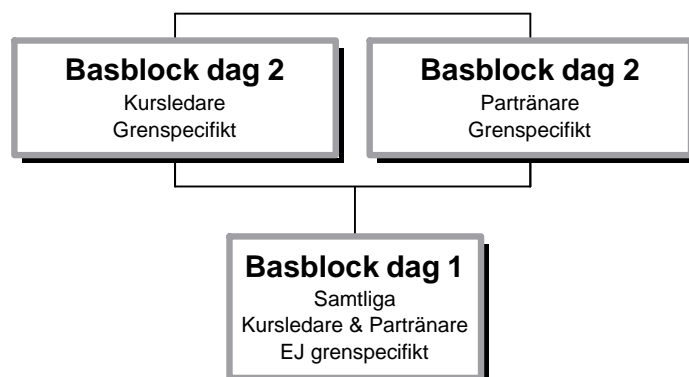 Basblock dag 2
Kursledare
Grenspecifikt
Basblock dag 2
Partränare
Grenspecifikt
Basblock dag 1
Samtliga
Kursledare & Partränare
EJ grenspecifikt